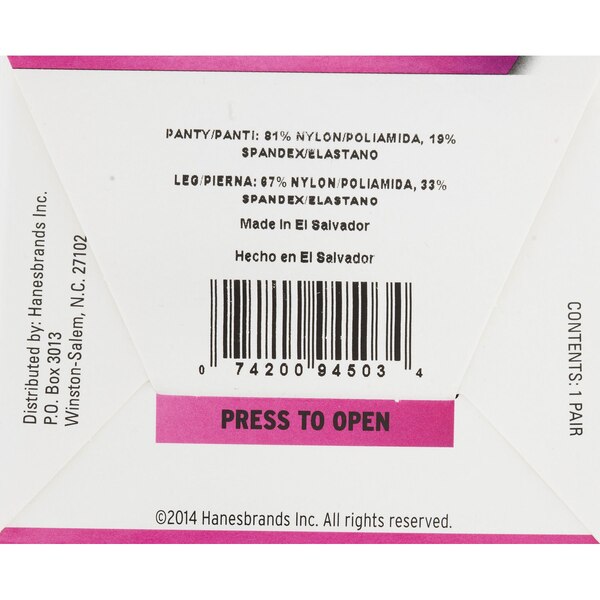 PANTY/PANTI: 81% NYLON/POLIAMIDA, 19%
SPANDEX/ELASTANO
LEG/PIERNA: 67% NYLON/POLIAMIDA, 33%
SPANDEX/ELASTANO
Made in El Salvador
Hecho en El Salvador
0 74200 94503 4
PRESS TO OPEN
©2014 Hanesbrands Inc. All rights reserved.
Distributed by: Hanesbrands Inc.
P.O. Box 3013
Winston-Salem, N.C. 27102
CONTENTS: 1 PAIR